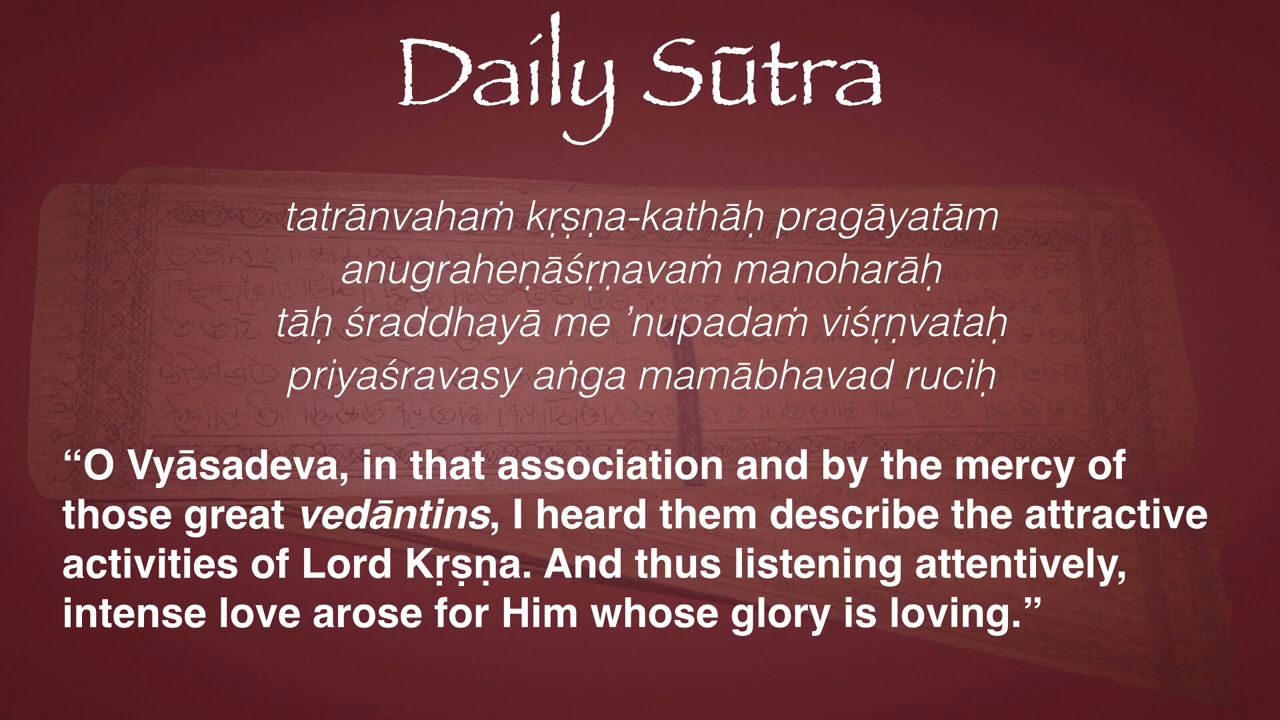 Daily Sūtra
tatrānvahaṁ kṛṣṇa-kathāḥ pragāyatām
anugraheṇāśṛṇavaṁ manoharāḥ
tāḥ śraddhayā me ’nupadaṁ viśṛṇvataḥ
priyaśravasy aṅga mamābhavad ruciḥ
“O Vyāsadeva, in that association and by the mercy of
those great vedāntins, I heard them describe the attractive
activities of Lord Kṛṣṇa. And thus listening attentively,
intense love arose for Him whose glory is loving.”